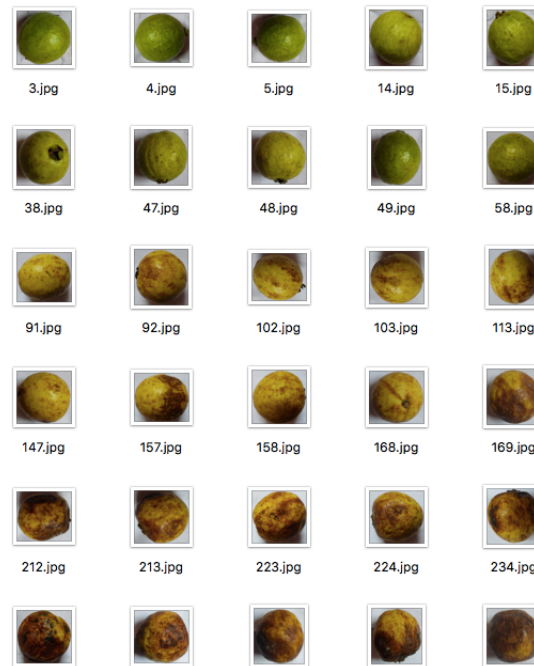 3.jpg 4.jpg 5.jpg 14.jpg 15.jpg
38.jpg 47.jpg 48.jpg 49.jpg 58.jpg
91.jpg 92.jpg 102.jpg 103.jpg 113.jpg
147.jpg 157.jpg 158.jpg 168.jpg 169.jpg
212.jpg 213.jpg 223.jpg 224.jpg 234.jpg